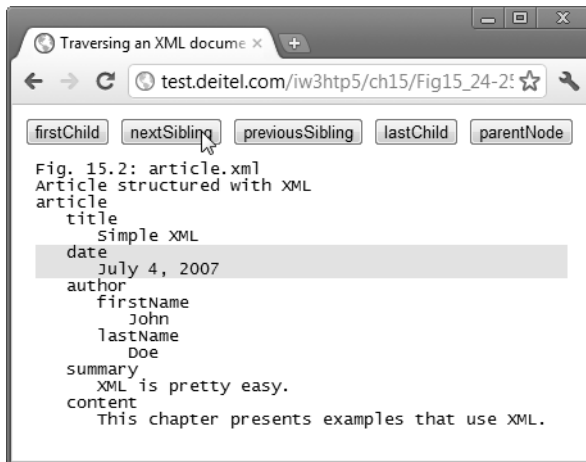 Traversing an XML docume
test.deitel.com/iw3htp5/ch15/Fig15_24-25
firstChild nextSibling previousSibling lastChild parentNode
Fig. 15.2: article.xml
Article structured with XML
article
title
Simple XML
date
July 4, 2007
author
firstName
John
lastName
Doe
summary
XML is pretty easy.
content
This chapter presents examples that use XML.